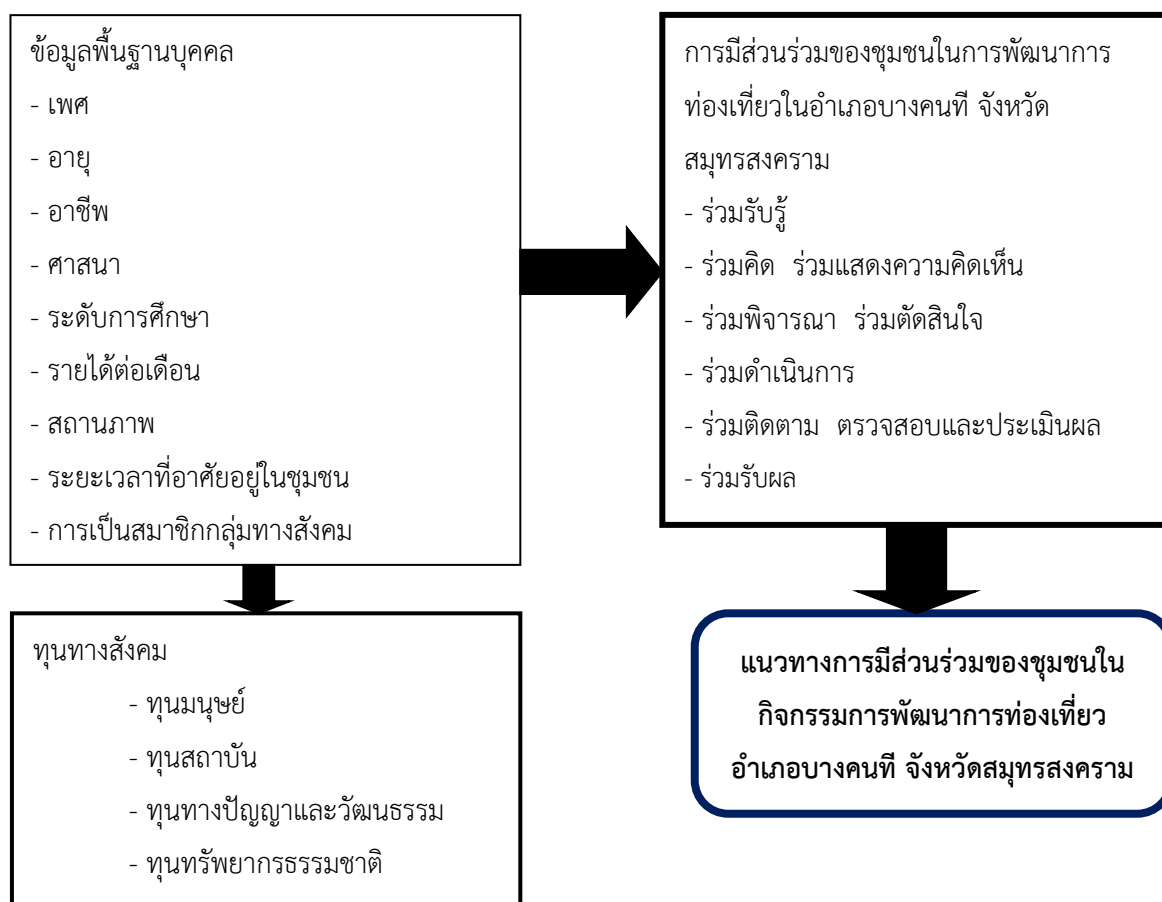 ข้อมูลพื้นฐานบุคคล
- เพศ
- อายุ
- อาชีพ
- ศาสนา
- ระดับการศึกษา
- รายได้ต่อเดือน
- สถานภาพ
- ระยะเวลาที่อาศัยอยู่ในชุมชน
- การเป็นสมาชิกกลุ่มทางสังคม
การมีส่วนร่วมของชุมชนในการพัฒนาการ
ท่องเที่ยวในอำเภอบางคนที จังหวัด
สมุทรสงคราม
- ร่วมรับรู้
- ร่วมคิด ร่วมแสดงความคิดเห็น
- ร่วมพิจารณา ร่วมตัดสินใจ
- ร่วมดำเนินการ
- ร่วมติดตาม ตรวจสอบและประเมินผล
- ร่วมรับผล
ทุนทางสังคม
- ทุนมนุษย์
- ทุนสถาบัน
- ทุนทางปัญญาและวัฒนธรรม
- ทุนทรัพยากรธรรมชาติ
แนวทางการมีส่วนร่วมของชุมชนใน
กิจกรรมการพัฒนาการท่องเที่ยว
อำเภอบางคนที จังหวัดสมุทรสงคราม